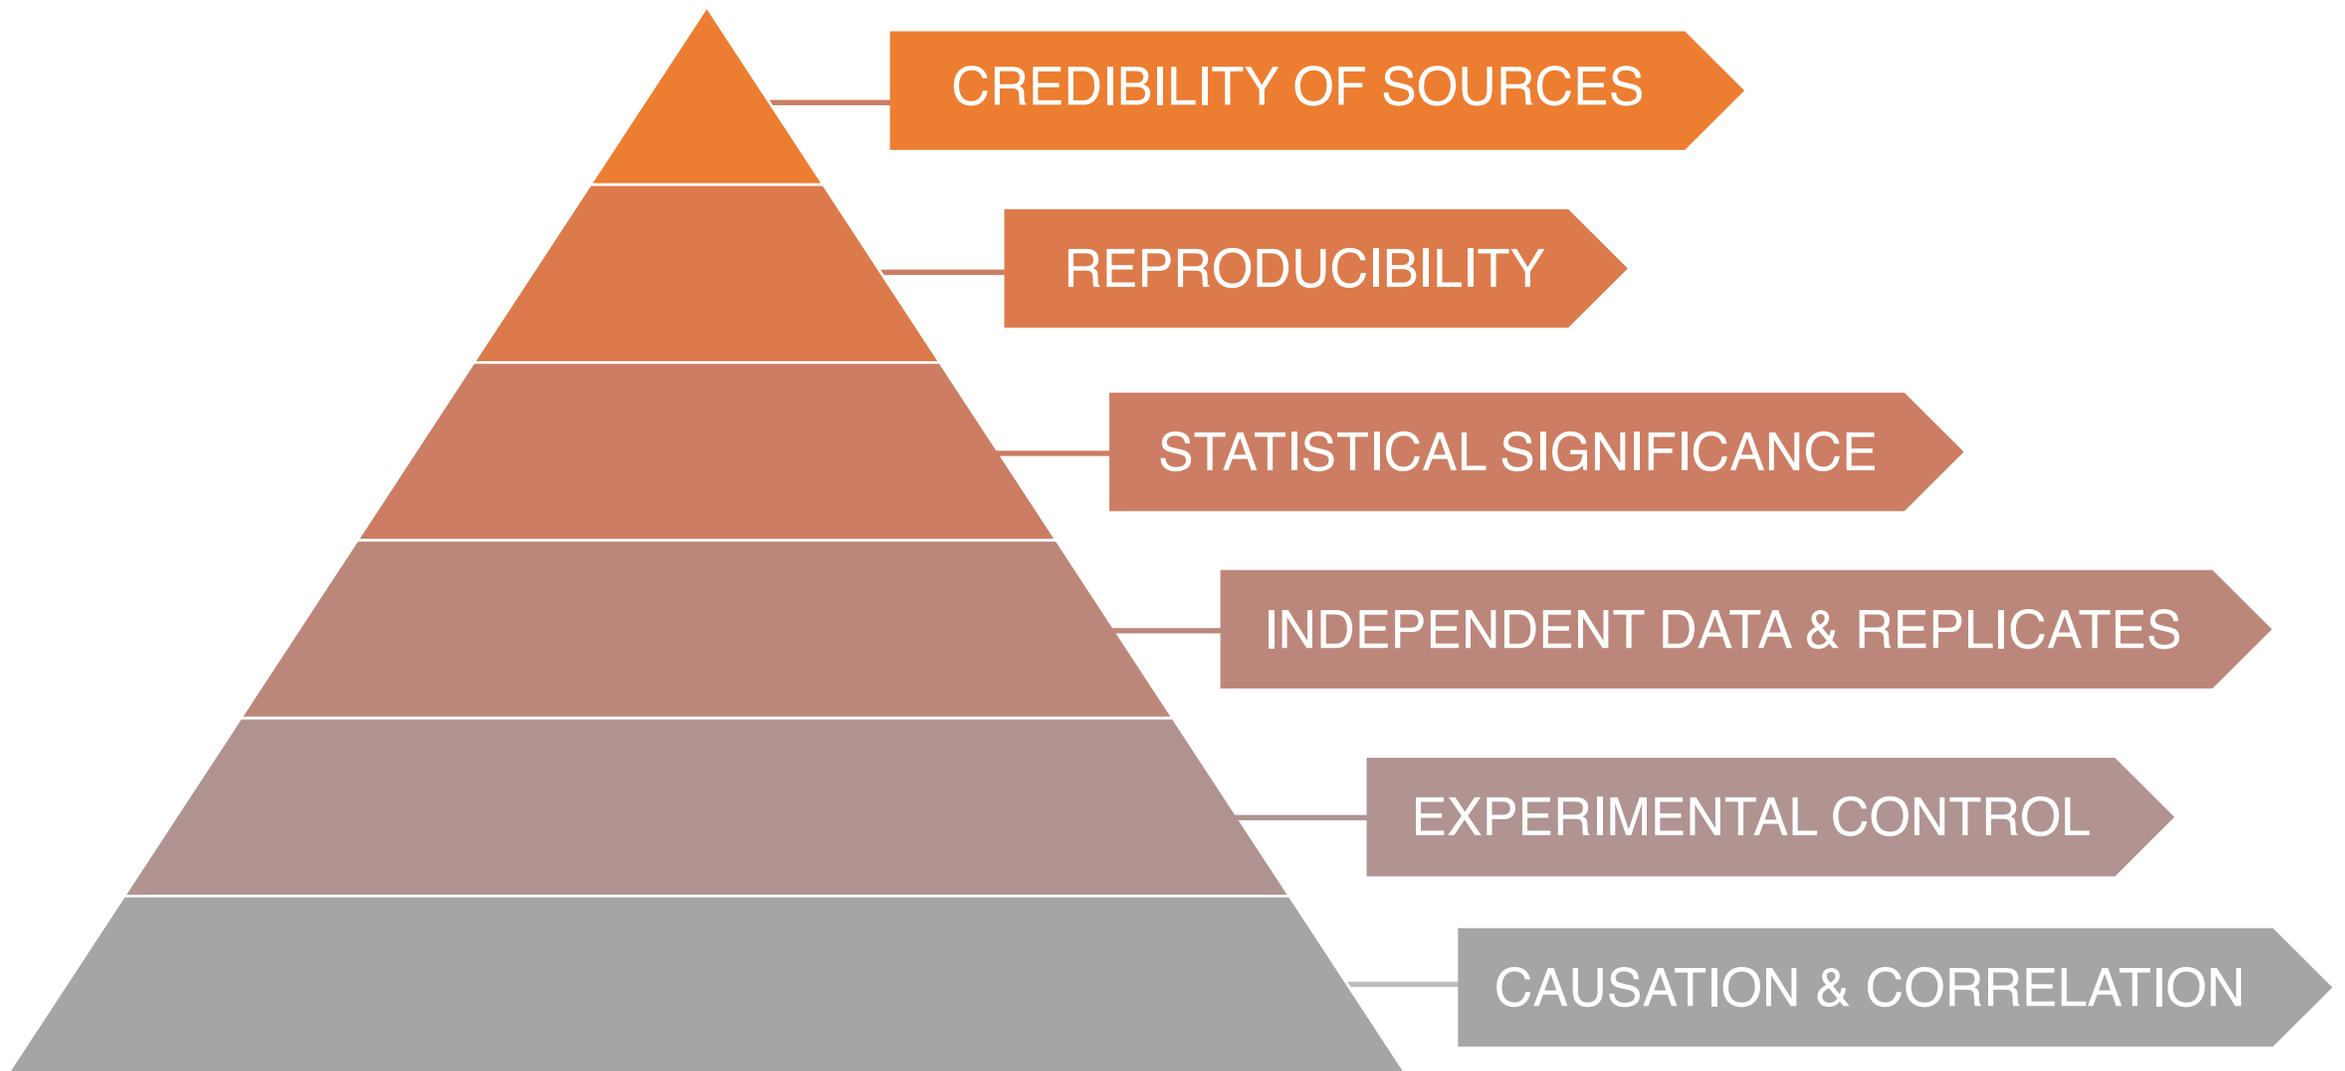 CREDIBILITY OF SOURCES
REPRODUCIBILITY
STATISTICAL SIGNIFICANCE
INDEPENDENT DATA & REPLICATES
EXPERIMENTAL CONTROL
CAUSATION & CORRELATION